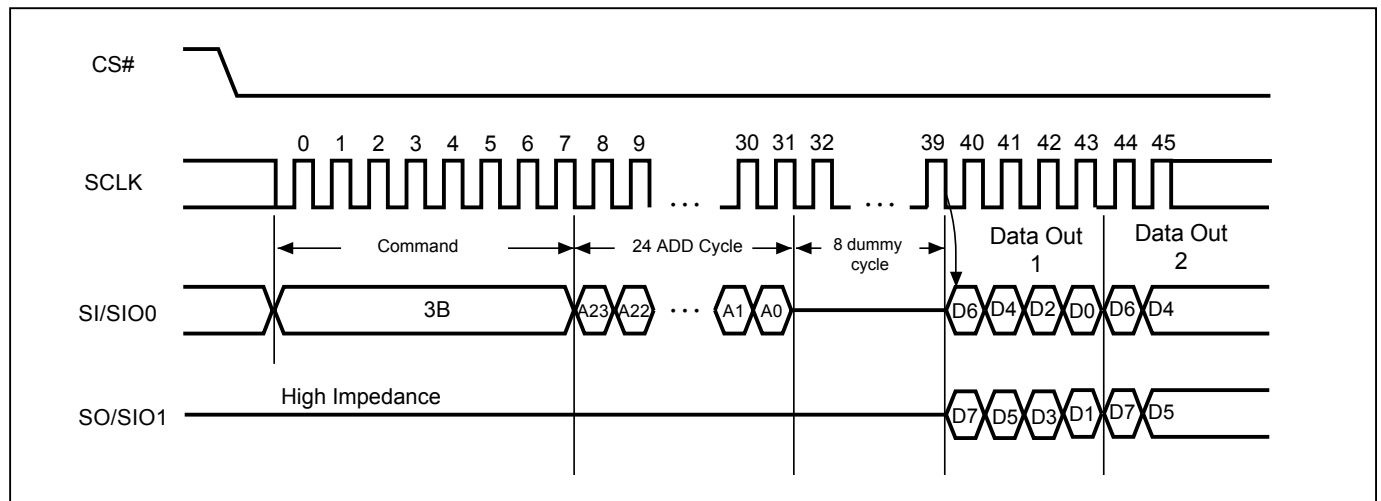 CS#
0 1 2 3 4 5 6 7 8 9 30 31 32 39 40 41 42 43 44 45
SCLK
... ...
Command 24 ADD Cycle 8 dummy cycle Data Out 1 Data Out 2
SI/SIO0 3B A23 A22 ... A1 A0 D6 D4 D2 D0 D6 D4
High Impedance
SO/SIO1 D7 D5 D3 D1 D7 D5